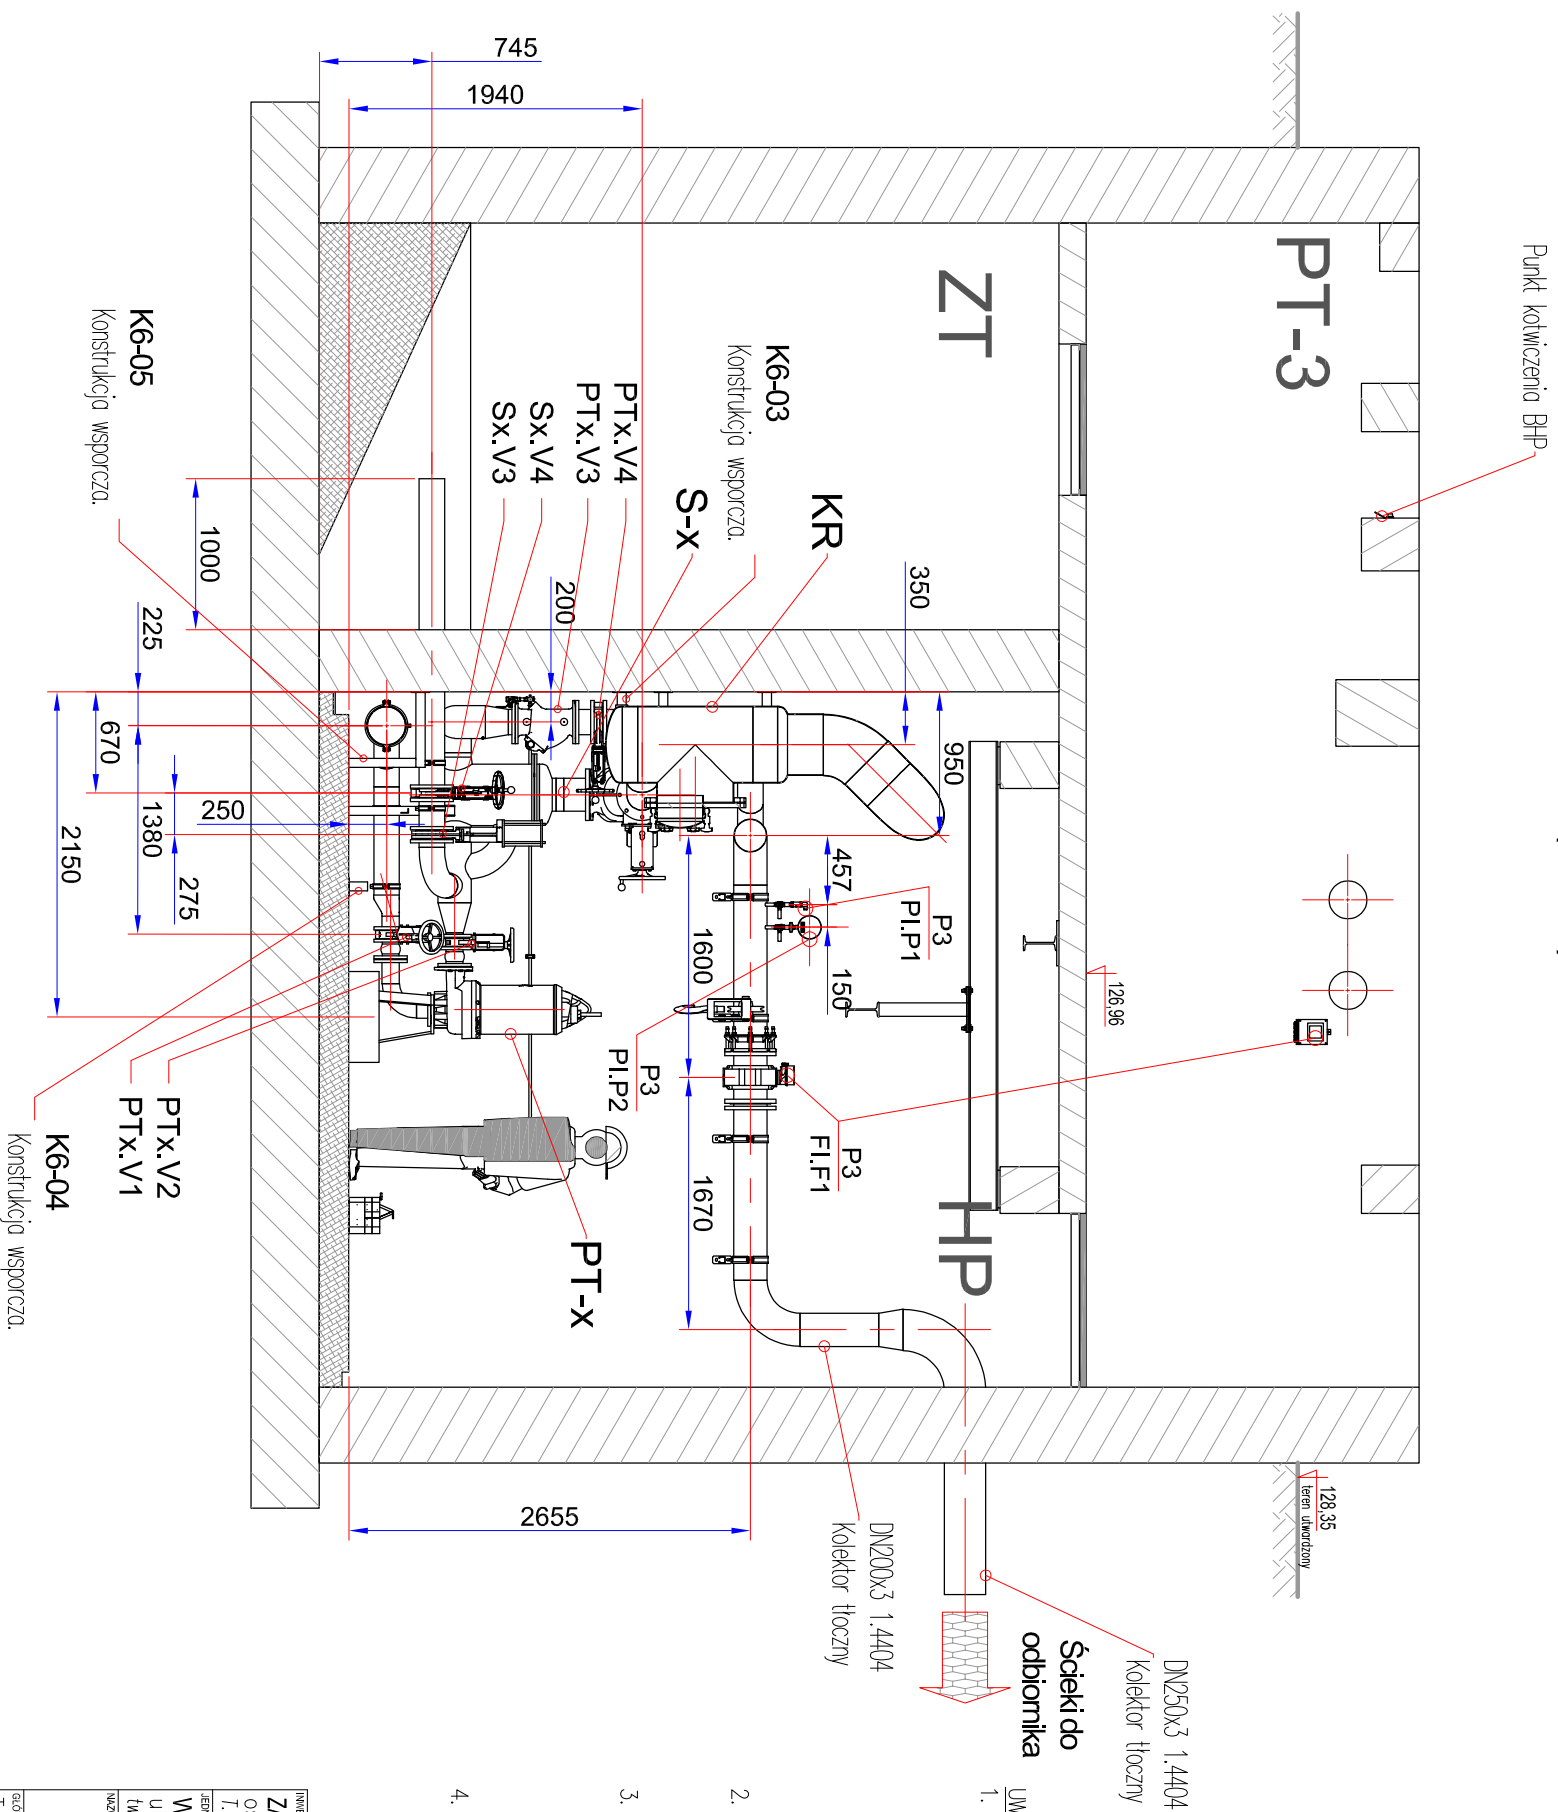 Punkt kotwiczenia BHP
PT-3
ZT
HP
126.96
128,35
teren utwardzony
DN250x3 1.4404
Kolektor tłoczny
Ścieki do
odbiornika
DN200x3 1.4404
Kolektor tłoczny
P3
PI.P1
P3
FI.F1
P3
PI.P2
KR
K6-03
Konstrukcja wsporcza.
S-x
PTx.V4
PTx.V3
Sx.V4
Sx.V3
PT-x
K6-05
Konstrukcja wsporcza.
PTx.V2
PTx.V1
K6-04
Konstrukcja wsporcza.
745
1940
350
950
457
150
1600
1670
200
1000
225
670
1380
250
275
2150
2655
1.
2.
3.
4.